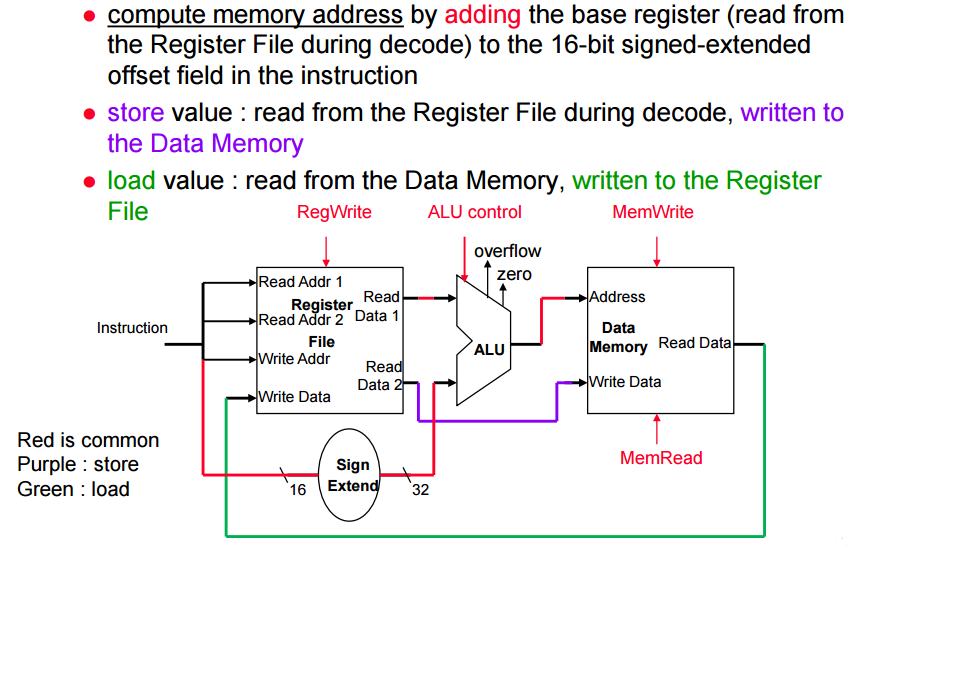 • compute memory address by adding the base register (read from
the Register File during decode) to the 16-bit signed-extended
offset field in the instruction
• store value : read from the Register File during decode, written to
the Data Memory
• load value : read from the Data Memory, written to the Register
File
RegWrite
ALU control
MemWrite
overflow
zero
Instruction
Read Addr 1
Register
Read Addr 2
File
Write Addr
Write Data
Read
Data 1
Read
Data 2
ALU
Address
Data
Memory
Read Data
Write Data
MemRead
Red is common
Purple : store
Green : load
16
Sign
Extend
32